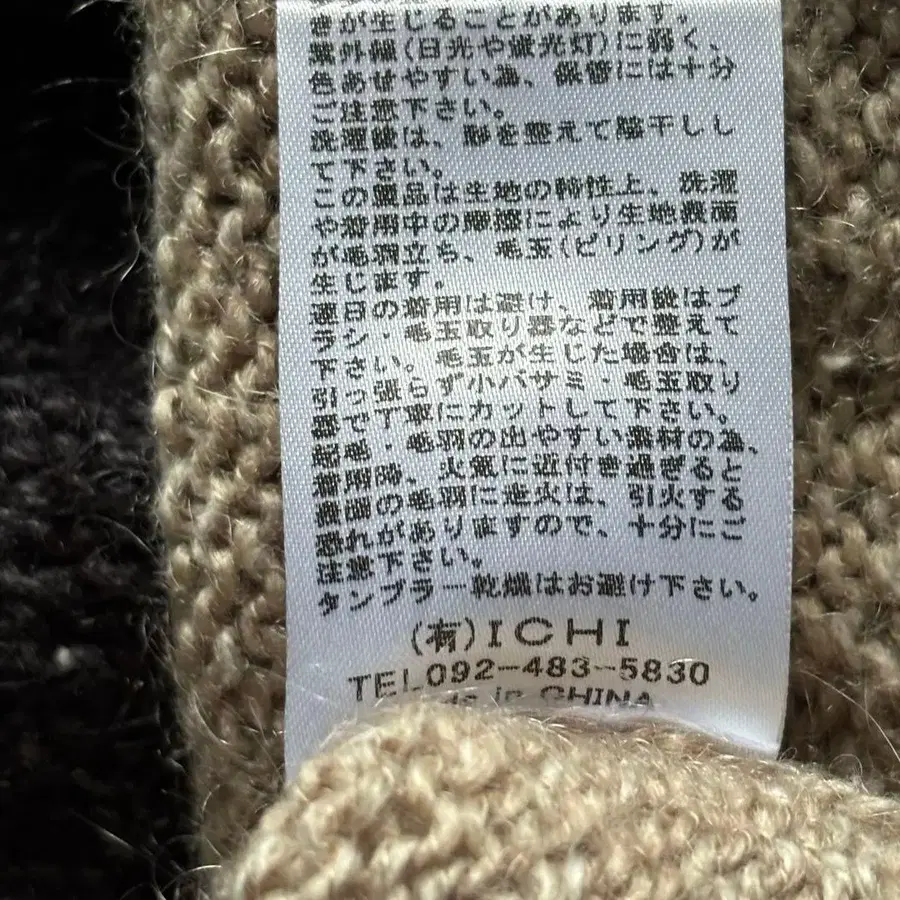 きが生じることがあります。
紫外線(日光や蛍光灯)に弱く、
色あせやすい為、保管には十分
ご注意下さい。
洗濯後は、形を整えて陰干しし
て下さい。
この製品は生地の特性上、洗濯
や着用中の摩擦により生地表面
が毛羽立ち、毛玉(ピリング)が
生じます。
連日の着用は避け、着用後はブ
ラシ・毛玉取り器などで整えて
下さい。毛玉が生じた場合は、
引っ張らず小バサミ・毛玉取り
器で丁寧にカットして下さい。
起毛・毛羽の出やすい素材の為、
着用時、火気に近付き過ぎると
表面の毛羽に走火し、引火する
恐れがありますので、十分にご
注意下さい。
タンブラー乾燥はお避け下さい。
(有)ICHI
TEL092-483-5830
in CHINA